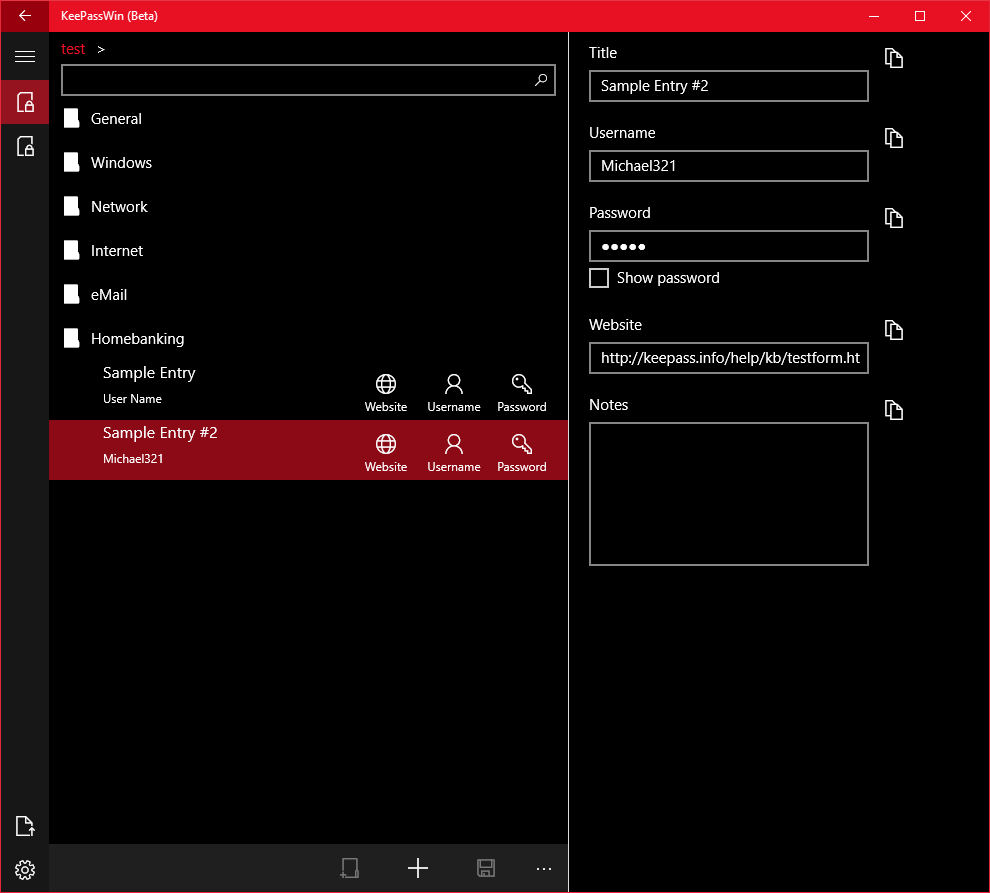 KeePassWin (Beta)
test >
General
Windows
Network
Internet
eMail
Homebanking
Sample Entry
User Name
Website Username Password
Sample Entry #2
Michael321
Website Username Password
Title
Sample Entry #2
Username
Michael321
Password
●●●●●
Show password
Website
http://keepass.info/help/kb/testform.ht
Notes